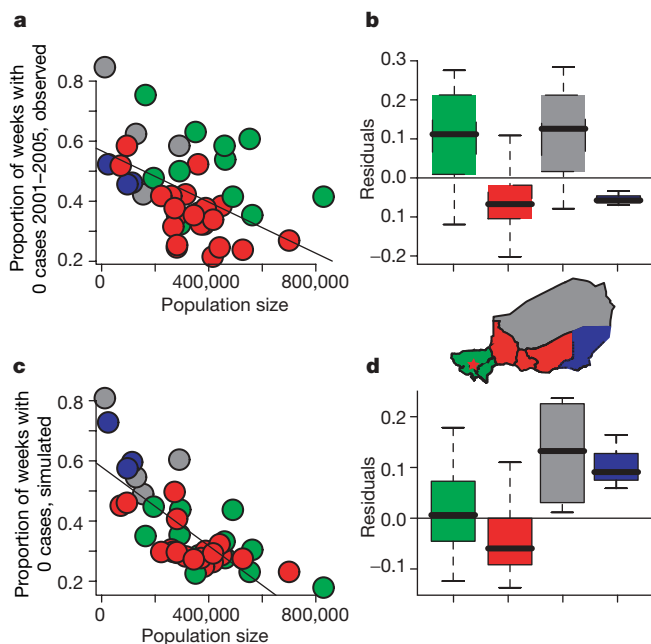 a
Proportion of weeks with
0 cases 2001–2005, observed
0.8
0.6
0.4
0.2
0
400,000
800,000
Population size
b
Residuals
0.3
0.2
0.1
0.0
0.1
−0.2
c
Proportion of weeks with
0 cases, simulated
0.8
0.6
0.4
0.2
0
400,000
800,000
Population size
d
Residuals
0.2
0.1
0.0
−0.1